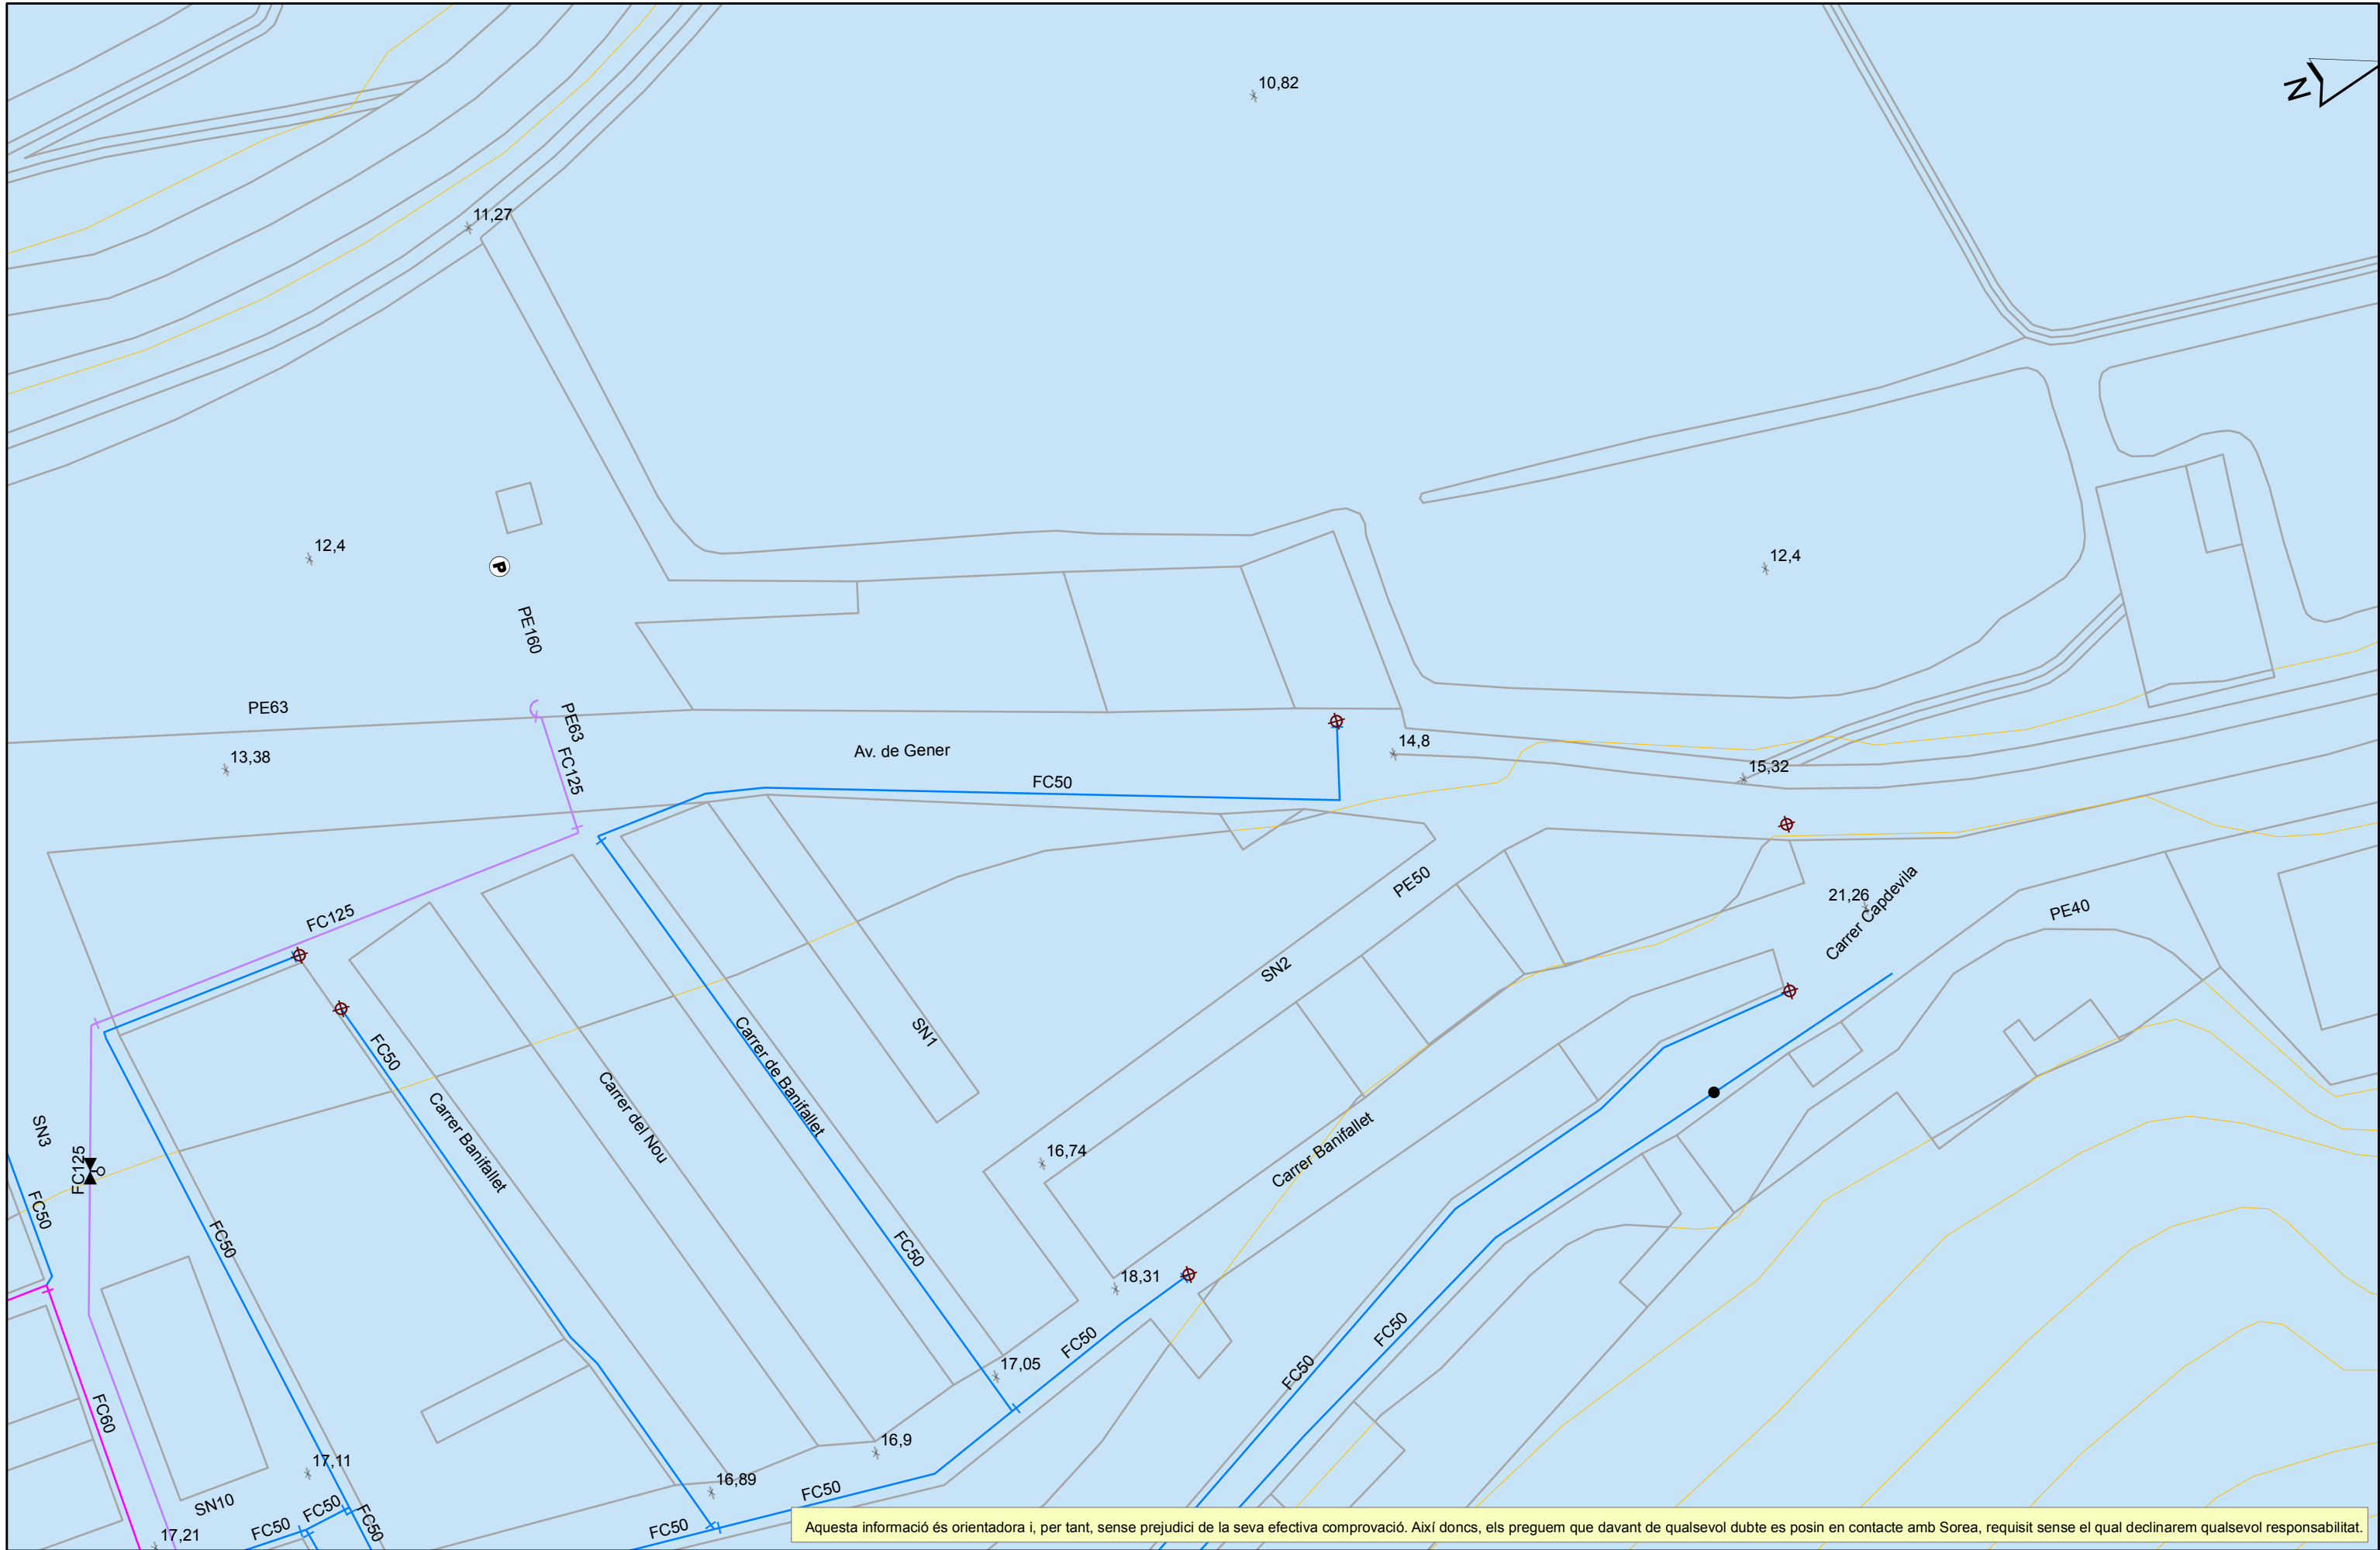 10,82
N
11,27
12,4
P
PE160
12,4
PE63
PE63
13,38
FC125
Av. de Gener
14,8
15,32
FC50
PE50
21,26
Carrer Capdevila
PE40
FC125
SN2
FC50
Carrer de Banifallet
SN1
Carrer Banifallet
Carrer del Nou
SN3
FC125
16,74
Carrer Banifallet
FC50
FC50
FC50
18,31
FC50
FC50
FC50
17,05
FC60
16,9
17,11
16,89
FC50
SN10
FC50
FC50
FC50
FC50
17,21
Aquesta informació és orientadora i, per tant, sense prejudici de la seva efectiva comprovació. Així doncs, els preguem que davant de qualsevol dubte es posin en contacte amb Sorea, requisit sense el qual declinarem qualsevol responsabilitat.